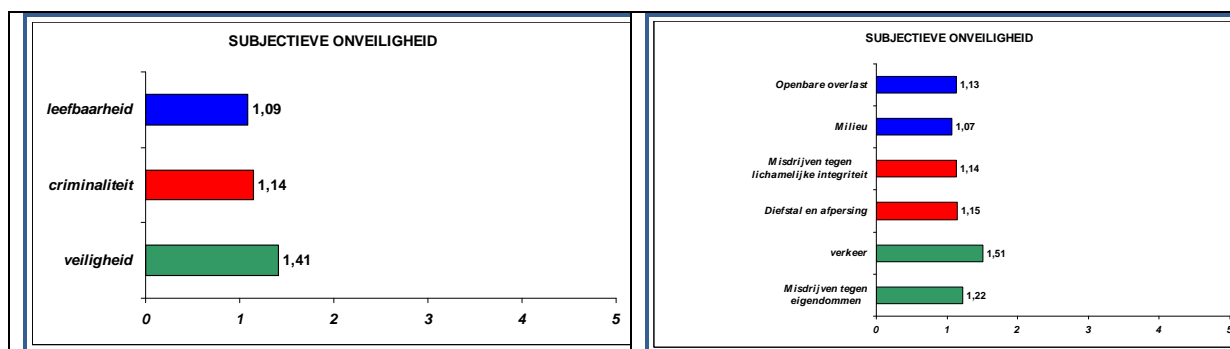 SUBJECTIEVE ONVEILIGHEID
leefbaarheid
1,09
criminaliteit
1,14
veiligheid
1,41
0 1 2 3 4 5
SUBJECTIEVE ONVEILIGHEID
Openbare overlast
1,13
Milieu
1,07
Misdrijven tegen
lichamelijke integriteit
1,14
Diefstal en afpersing
1,15
verkeer
1,51
Misdrijven tegen
eigendommen
1,22
0 1 2 3 4 5